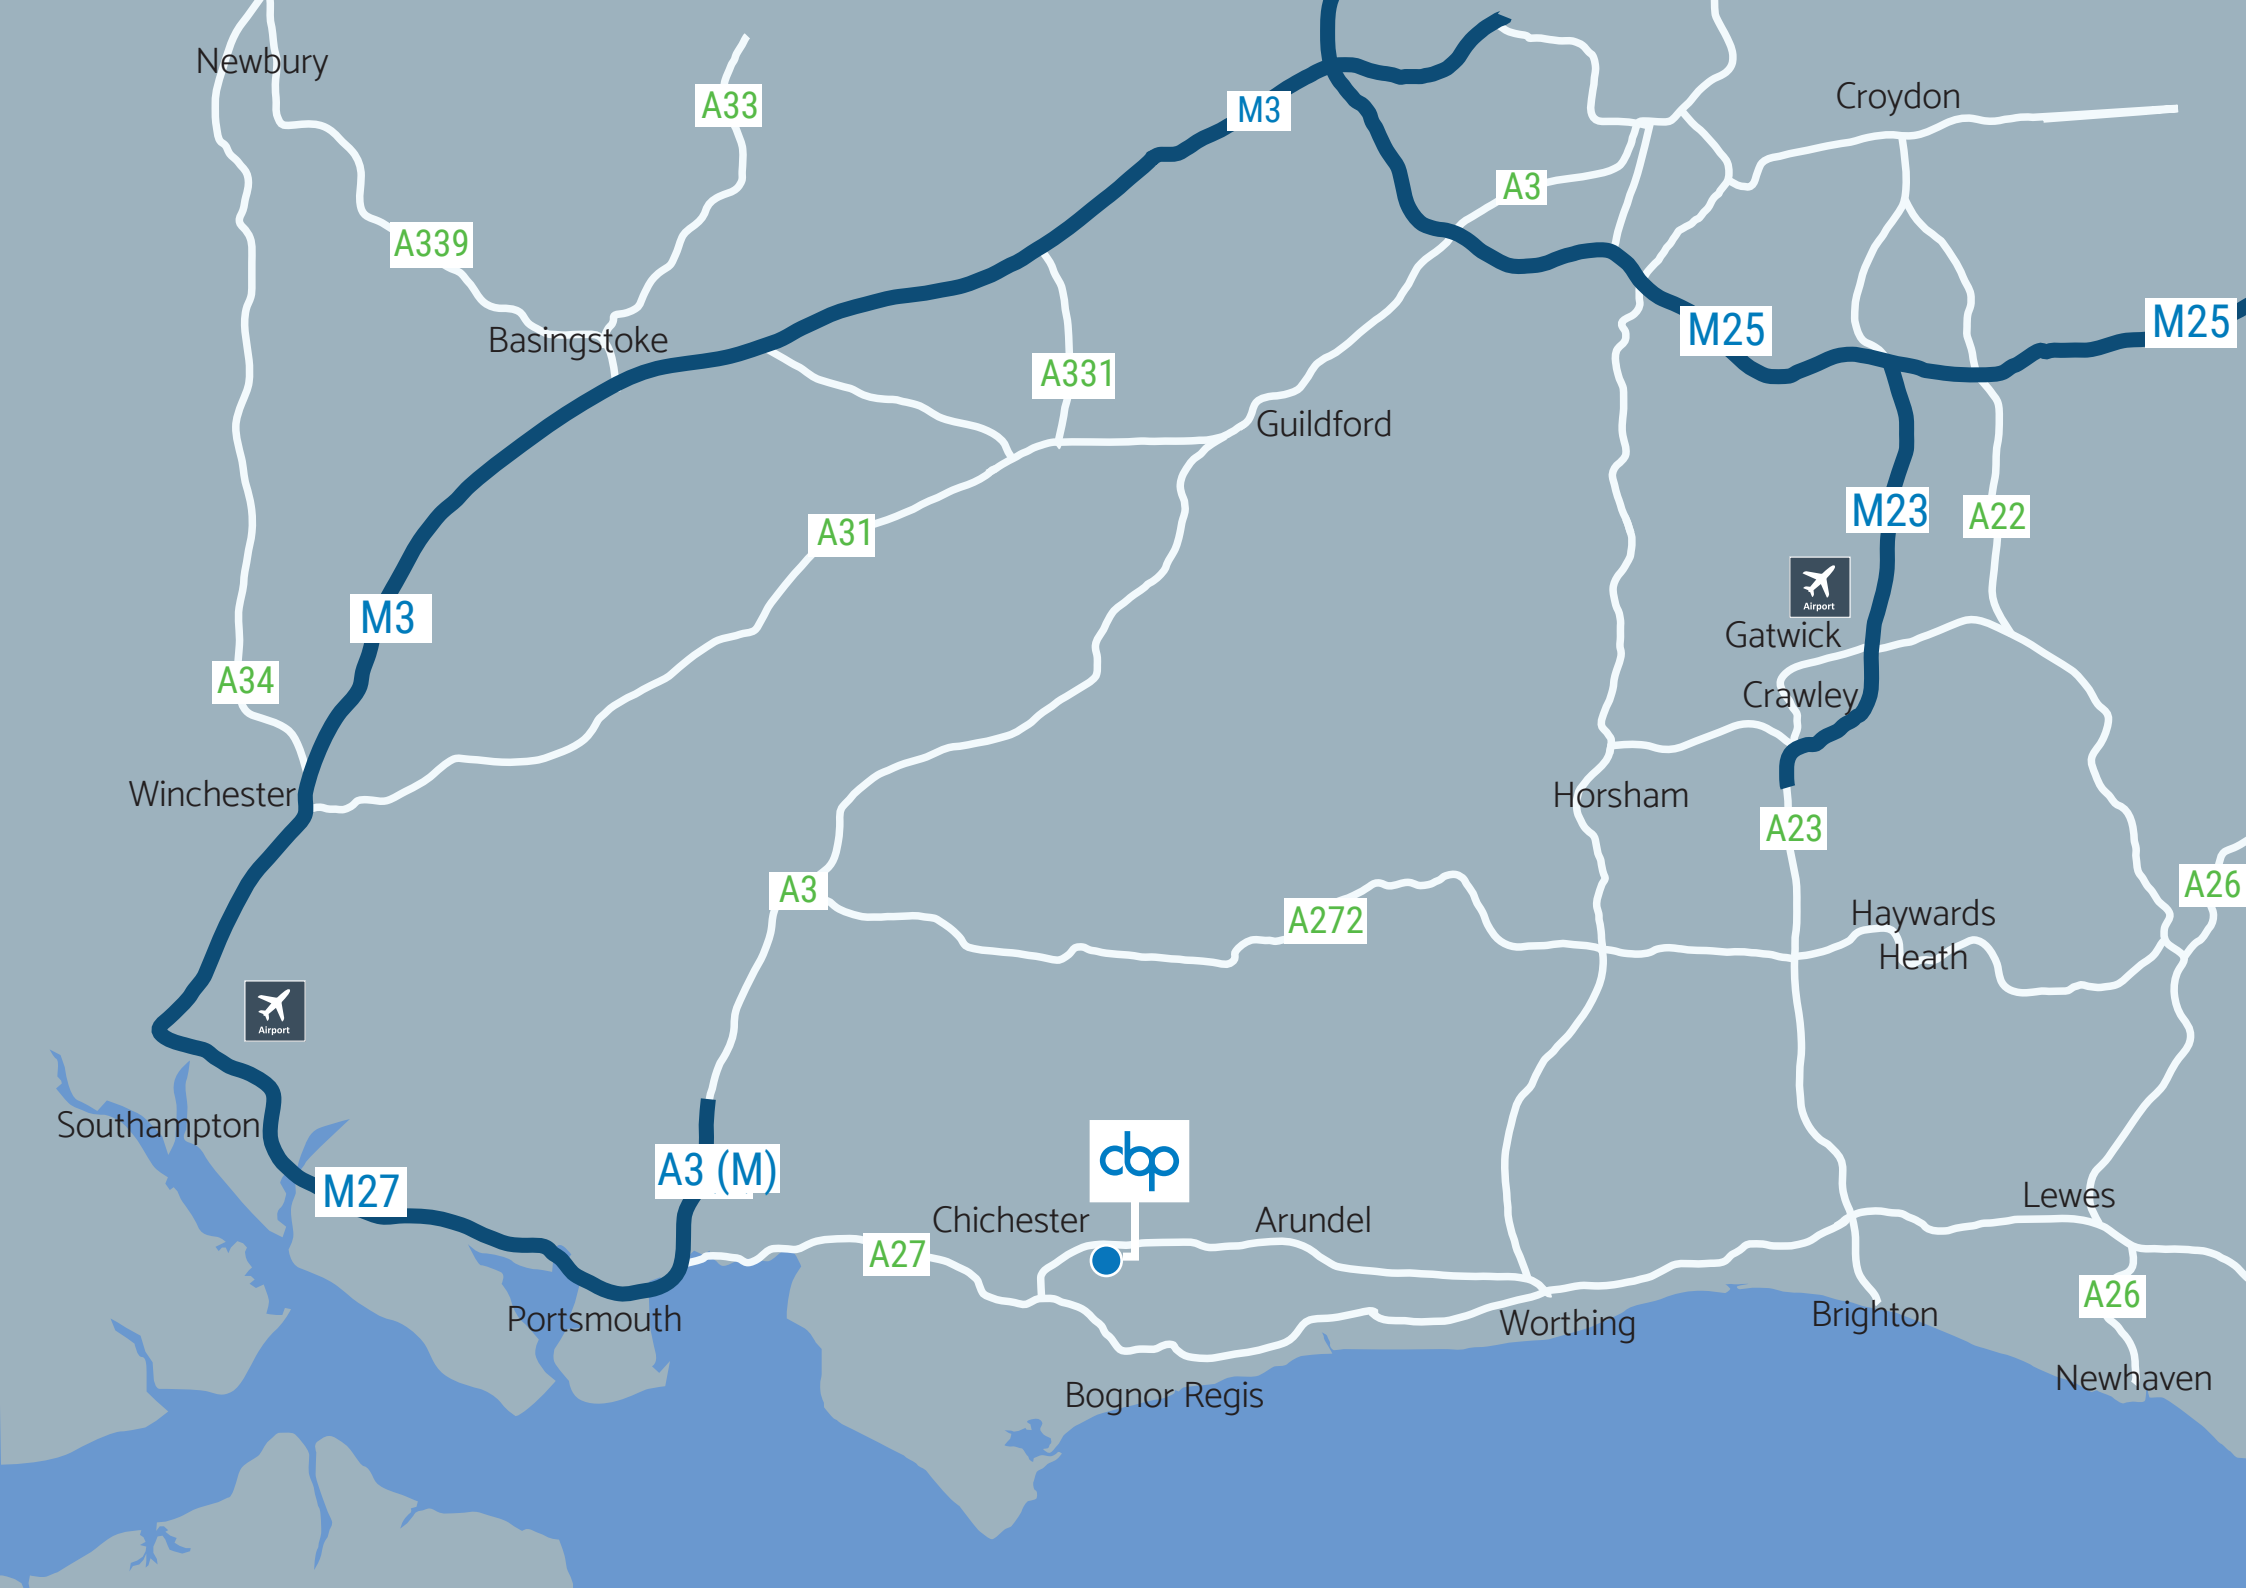 Newbury
A33
M3
Croydon
A3
A339
M25
M25
Basingstoke
A331
Guildford
M23
A22
A31
Airport
M3
Gatwick
A34
Crawley
Winchester
Horsham
A23
A3
A26
A272
Haywards
Heath
Airport
Southampton
A3 (M)
cbp
M27
Lewes
Chichester
Arundel
A27
A26
Portsmouth
Worthing
Brighton
Newhaven
Bognor Regis